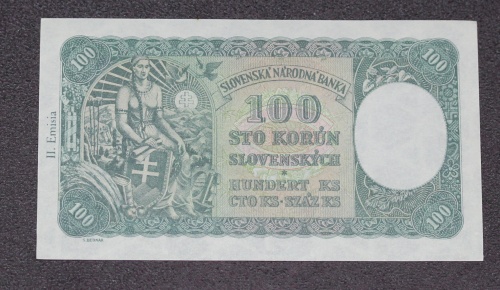 100
100
SLOVENSKÁ NÁRODNÁ BANKA
100
STO KORÚN
SLOVENSKÝCH
HUNDERT KS
СТО KS · SZÁZ KS
II. Emisia
100
100